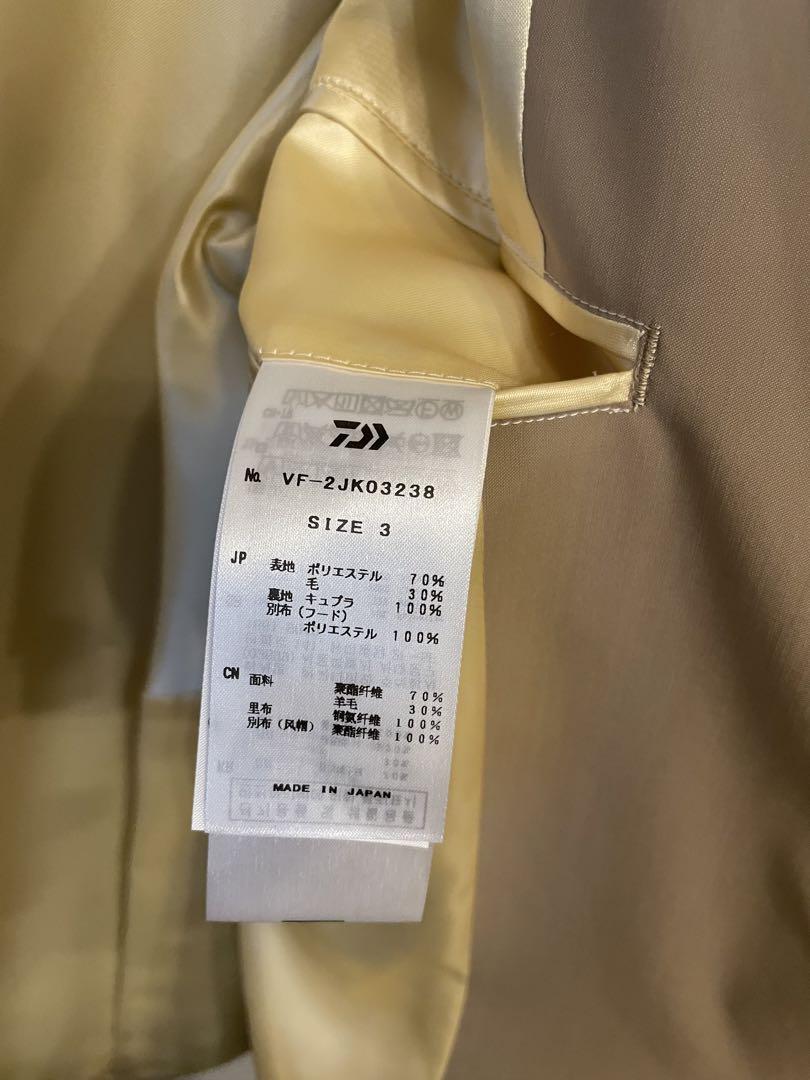 No. VF-2JK03238
SIZE 3
JP 表地 ポリエステル 70%
毛 30%
裏地 キュプラ 100%
別布(フード)
ポリエステル 100%
CN 面料 聚酯纤维 70%
羊毛 30%
里布 铜氨纤维 100%
别布(风帽) 聚酯纤维 100%
MADE IN JAPAN